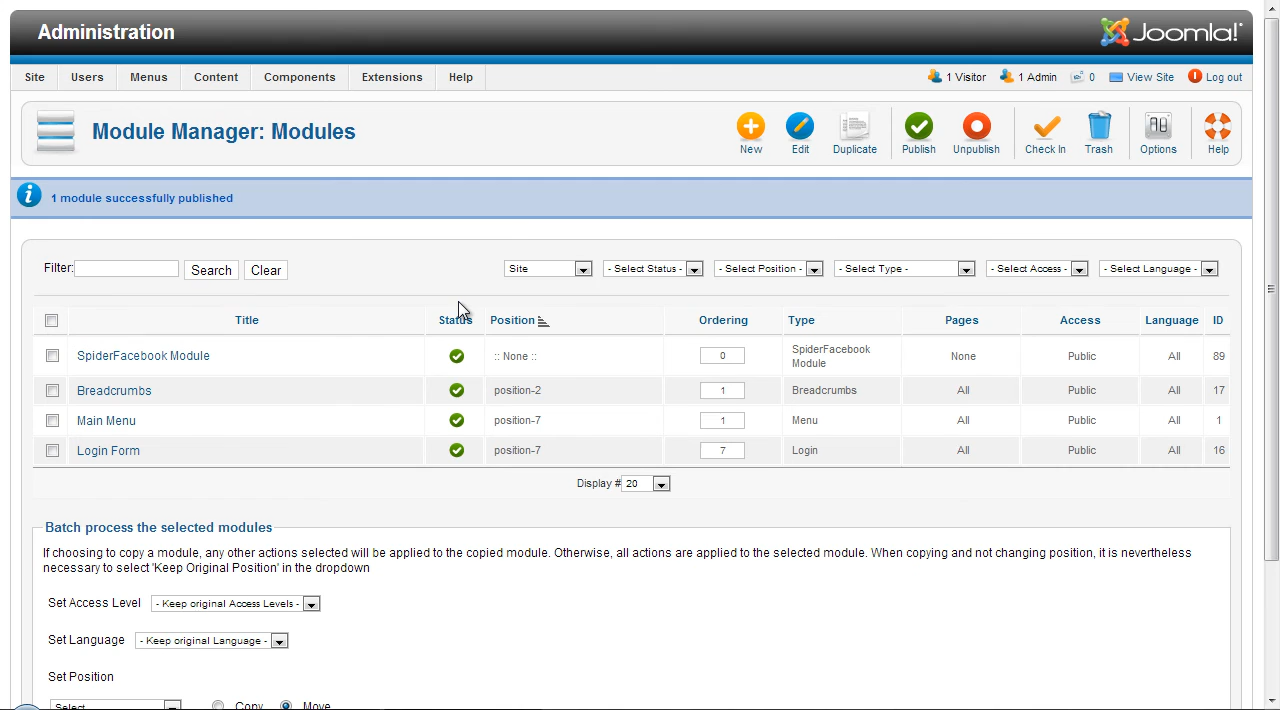 Administration
Joomla!
Site Users Menus Content Components Extensions Help 1 Visitor 1 Admin 0 View Site Log out
Module Manager: Modules
New Edit Duplicate Publish Unpublish Check In Trash Options Help
1 module successfully published
Filter: Search Clear Site - Select Status - - Select Position - - Select Type - - Select Access - - Select Language -
Title Status Position Ordering Type Pages Access Language ID
SpiderFacebook Module :: None :: 0 SpiderFacebook Module None Public All 89
Breadcrumbs position-2 1 Breadcrumbs All Public All 17
Main Menu position-7 1 Menu All Public All 1
Login Form position-7 7 Login All Public All 16
Display # 20
Batch process the selected modules
If choosing to copy a module, any other actions selected will be applied to the copied module. Otherwise, all actions are applied to the selected module. When copying and not changing position, it is nevertheless
necessary to select 'Keep Original Position' in the dropdown
Set Access Level - Keep original Access Levels -
Set Language - Keep original Language -
Set Position
Select Copy Move